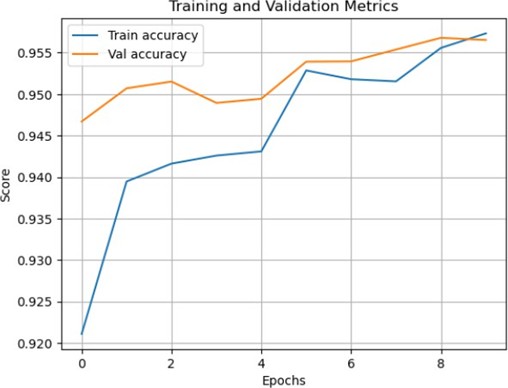 Training and Validation Metrics
Train accuracy
Val accuracy
0.955
0.950
0.945
0.940
0.935
0.930
0.925
0.920
Score
0 2 4 6 8
Epochs